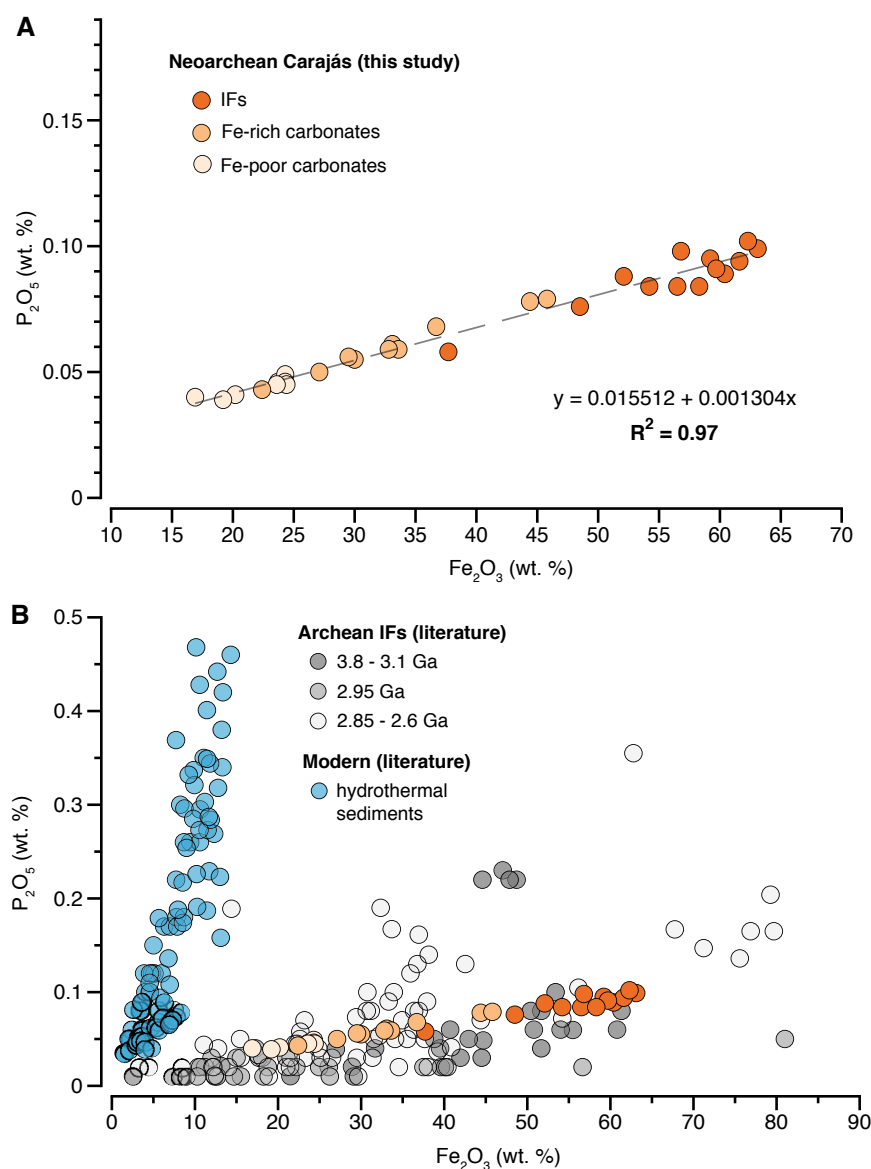 A
Neoarchean Carajás (this study)
IFs
Fe-rich carbonates
Fe-poor carbonates
0.15
0.10
0.05
0
P₂O₅ (wt. %)
y = 0.015512 + 0.001304x
R² = 0.97
10 15 20 25 30 35 40 45 50 55 60 65 70
Fe₂O₃ (wt. %)
B
0.5
0.4
0.3
0.2
0.1
0
P₂O₅ (wt. %)
Archean IFs (literature)
3.8 - 3.1 Ga
2.95 Ga
2.85 - 2.6 Ga
Modern (literature)
hydrothermal
sediments
0 10 20 30 40 50 60 70 80 90
Fe₂O₃ (wt. %)